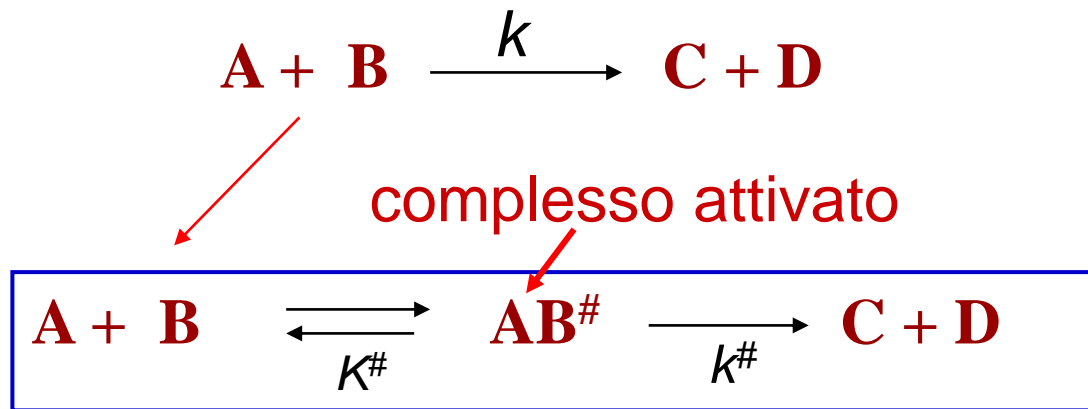 k
A + B C + D
complesso attivato
A + B AB# C + D
K# k#